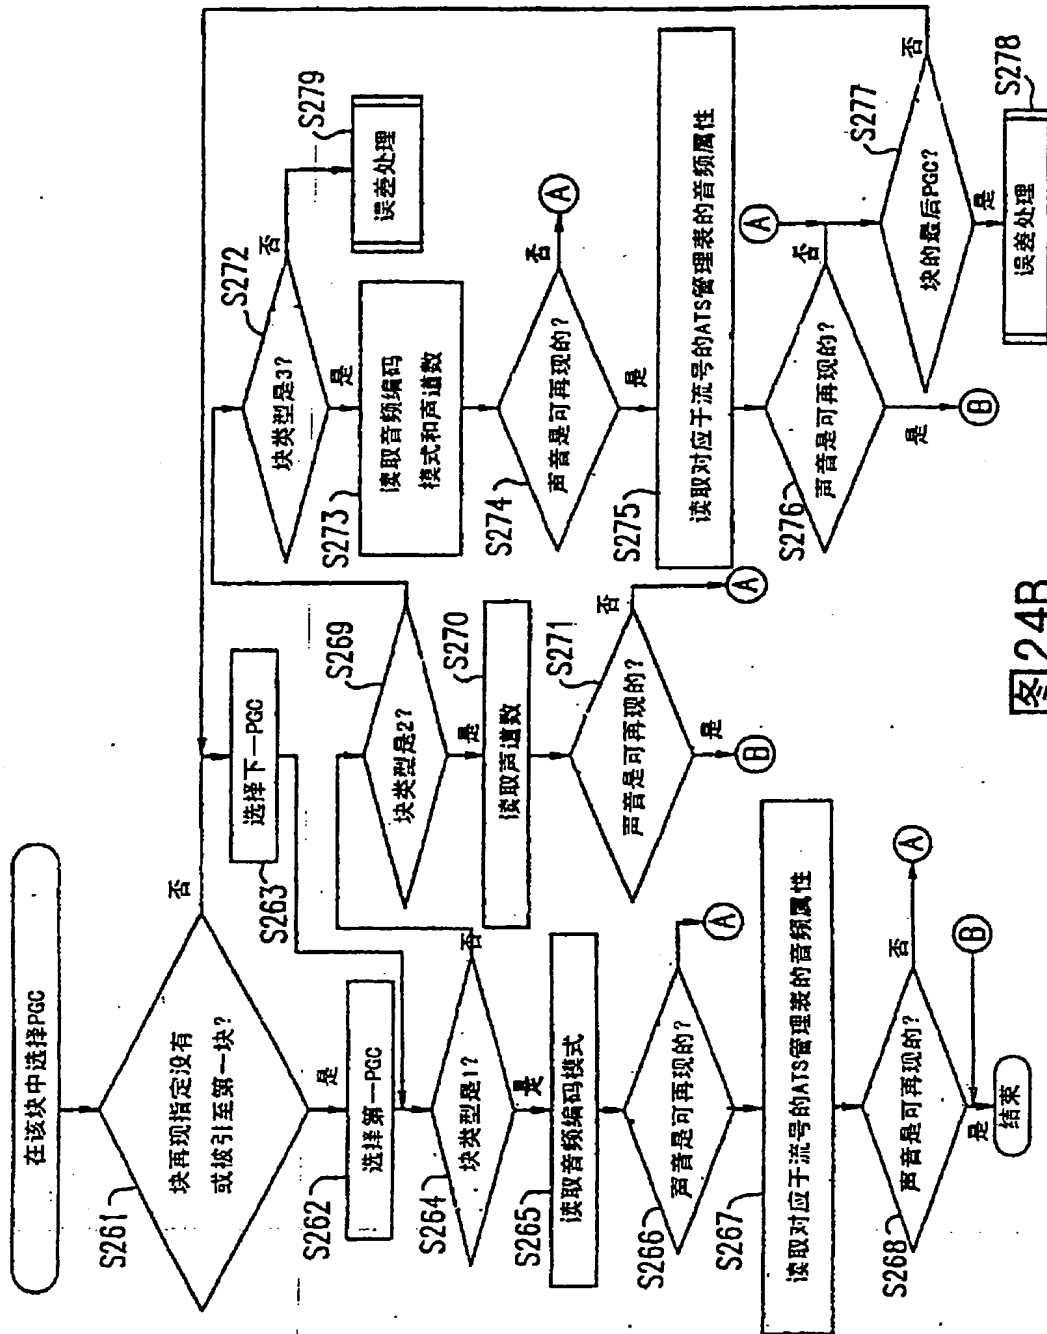 在该块中选择PGC
S261
块再现指定没有
或被引至第一块?
否
是
S262
选择第一PGC
S263
选择下一PGC
S264
块类型是1?
否
是
S265
读取音频编码模式
S266
声音是可再现的?
A
S267
读取对应于流号的ATS管理表的音频属性
S268
声音是可再现的?
否
A
是
B
结束
S269
块类型是2?
是
S270
读取声道数
S271
声音是可再现的?
否
A
是
B
S272
块类型是3?
否
S279
误差处理
是
S273
读取音频编码
模式和声道数
S274
声音是可再现的?
否
A
是
S275
读取对应于流号的ATS管理表的音频属性
S276
声音是可再现的?
否
A
是
B
S277
块的最后PGC?
否
是
S278
误差处理
图24B